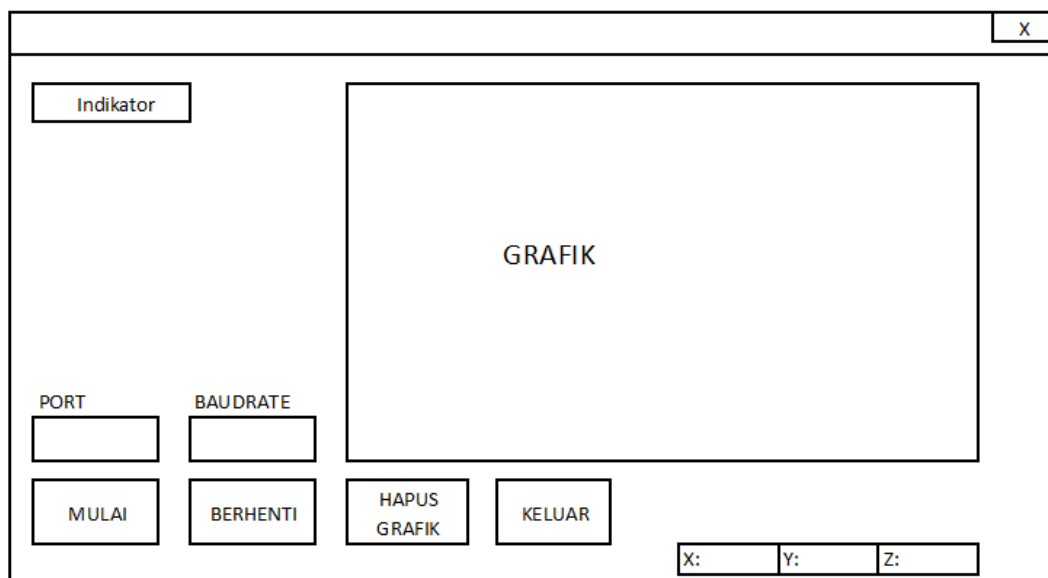 X
Indikator
GRAFIK
PORT
BAUDRATE
MULAI
BERHENTI
HAPUS
GRAFIK
KELUAR
X:
Y:
Z: